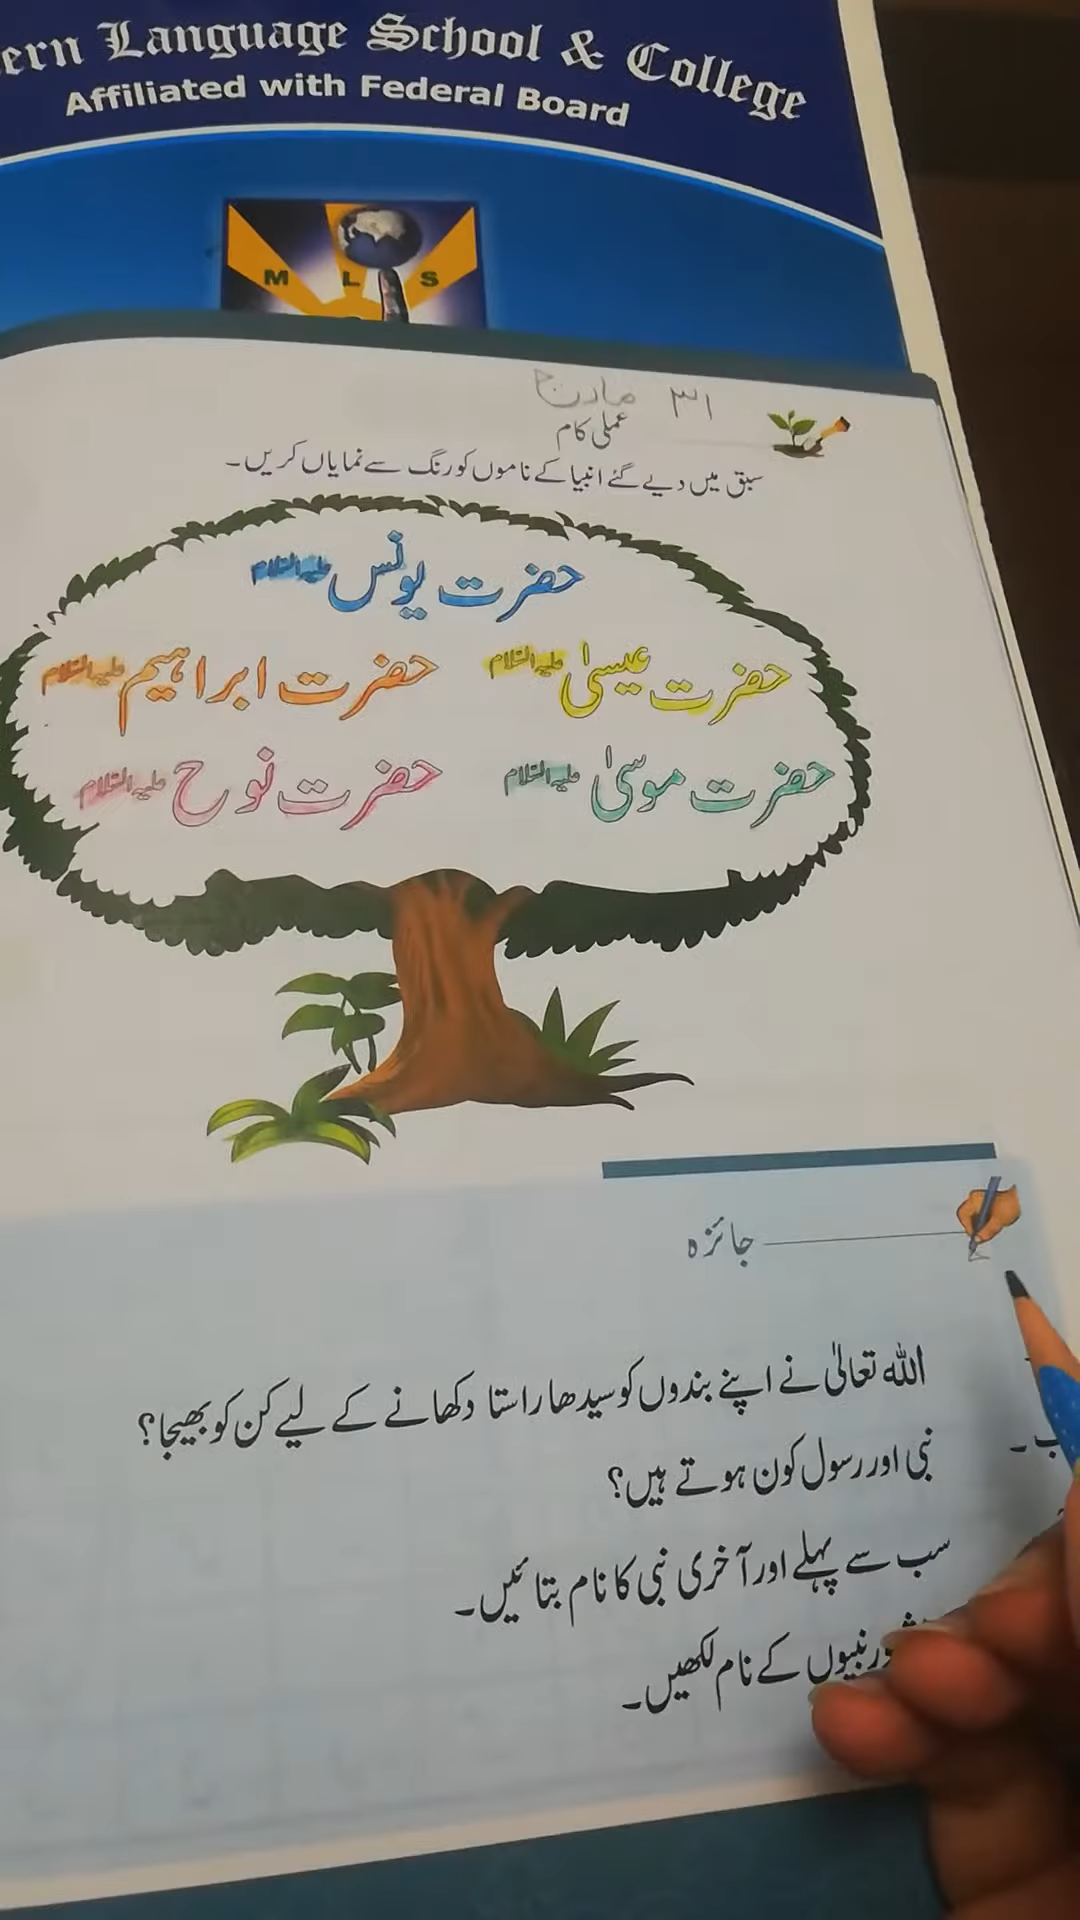 Language School & College
Affiliated with Federal Board
M L S
٣١ مارچ
عملی کام
سبق میں دیے گئے انبیا کے ناموں کو رنگ سے نمایاں کریں۔
حضرت یونس علیہ السلام
حضرت عیسیٰ علیہ السلام حضرت ابراہیم علیہ السلام
حضرت موسیٰ علیہ السلام حضرت نوح علیہ السلام
جائزہ
اللہ تعالیٰ نے اپنے بندوں کو سیدھا راستا دکھانے کے لیے کن کو بھیجا؟
ب۔ نبی اور رسول کون ہوتے ہیں؟
سب سے پہلے اور آخری نبی کا نام بتائیں۔
نبیوں کے نام لکھیں۔